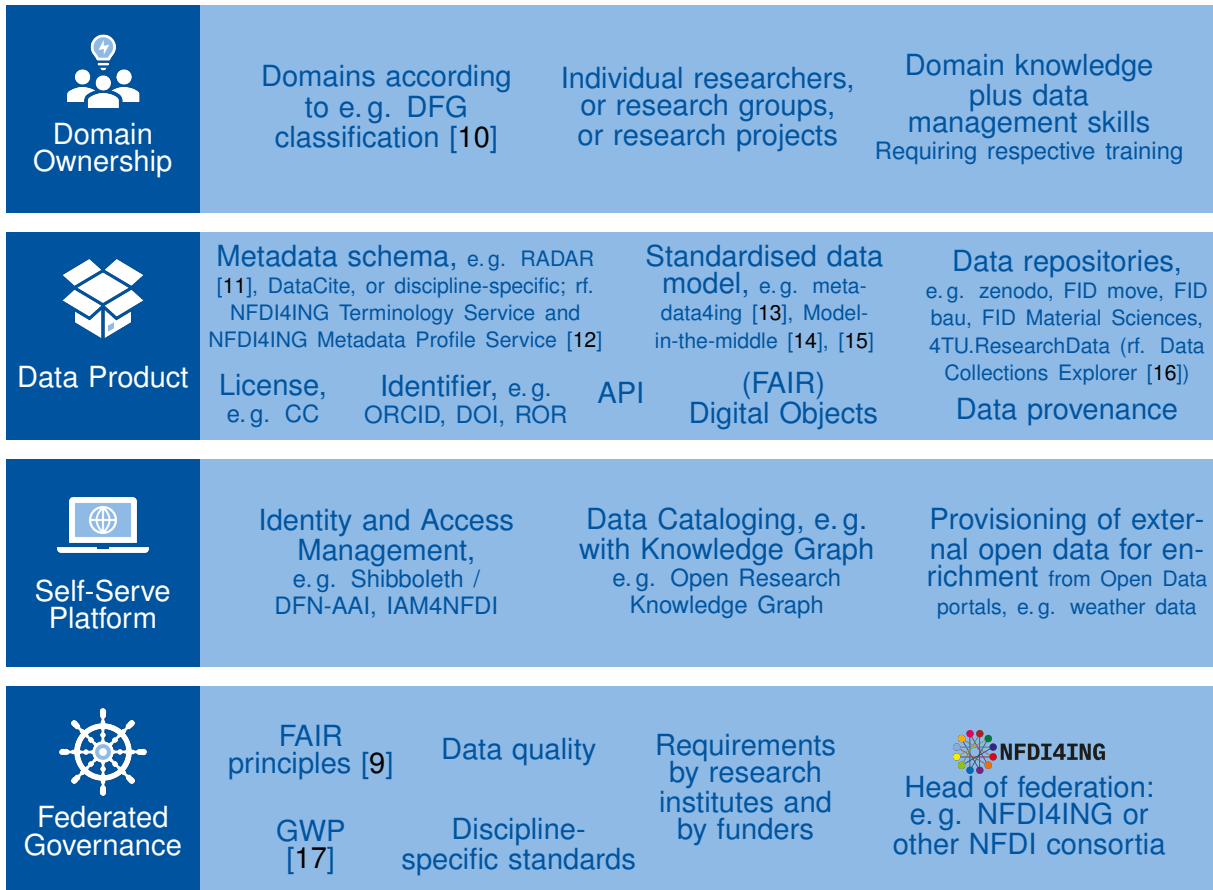 Domain
Ownership
Domains according
to e. g. DFG
classification [10]
Individual researchers,
or research groups,
or research projects
Domain knowledge
plus data
management skills
Requiring respective training
Data Product
Metadata schema, e. g. RADAR
[11], DataCite, or discipline-specific; rf.
NFDI4ING Terminology Service and
NFDI4ING Metadata Profile Service [12]
Standardised data
model, e. g. meta-
data4ing [13], Model-
in-the-middle [14], [15]
Data repositories,
e. g. zenodo, FID move, FID
bau, FID Material Sciences,
4TU.ResearchData (rf. Data
Collections Explorer [16])
License,
e. g. CC
Identifier, e. g.
ORCID, DOI, ROR
API
(FAIR)
Digital Objects
Data provenance
Self-Serve
Platform
Identity and Access
Management,
e. g. Shibboleth /
DFN-AAI, IAM4NFDI
Data Cataloging, e. g.
with Knowledge Graph
e. g. Open Research
Knowledge Graph
Provisioning of exter-
nal open data for en-
richment from Open Data
portals, e. g. weather data
Federated
Governance
FAIR
principles [9]
Data quality
GWP
[17]
Discipline-
specific standards
Requirements
by research
institutes and
by funders
NFDI4ING
Head of federation:
e. g. NFDI4ING or
other NFDI consortia